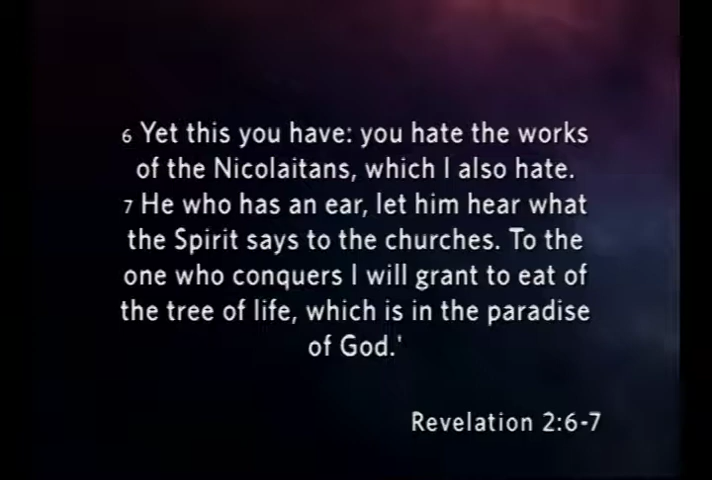 6 Yet this you have: you hate the works
of the Nicolaitans, which I also hate.
7 He who has an ear, let him hear what
the Spirit says to the churches. To the
one who conquers I will grant to eat of
the tree of life, which is in the paradise
of God.'
Revelation 2:6-7